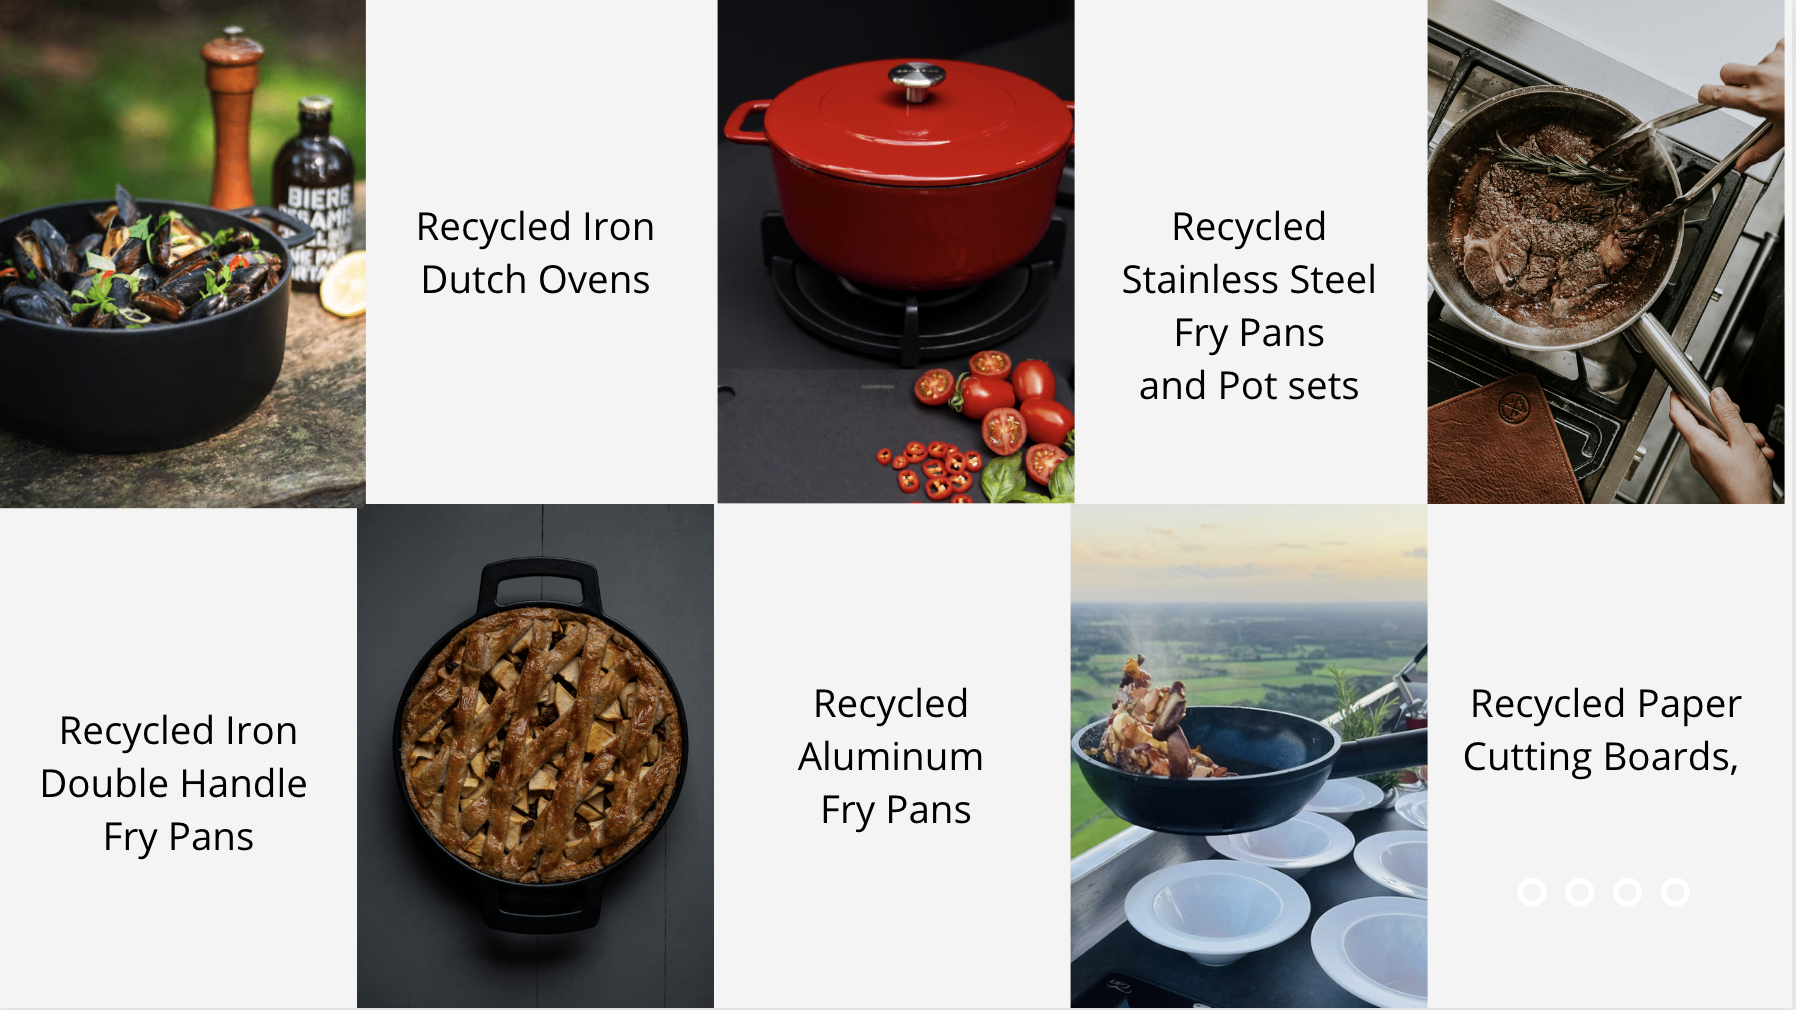 BIERE
Recycled Iron
Dutch Ovens
Recycled
Stainless Steel
Fry Pans
and Pot sets
Recycled Iron
Double Handle
Fry Pans
Recycled
Aluminum
Fry Pans
Recycled Paper
Cutting Boards,